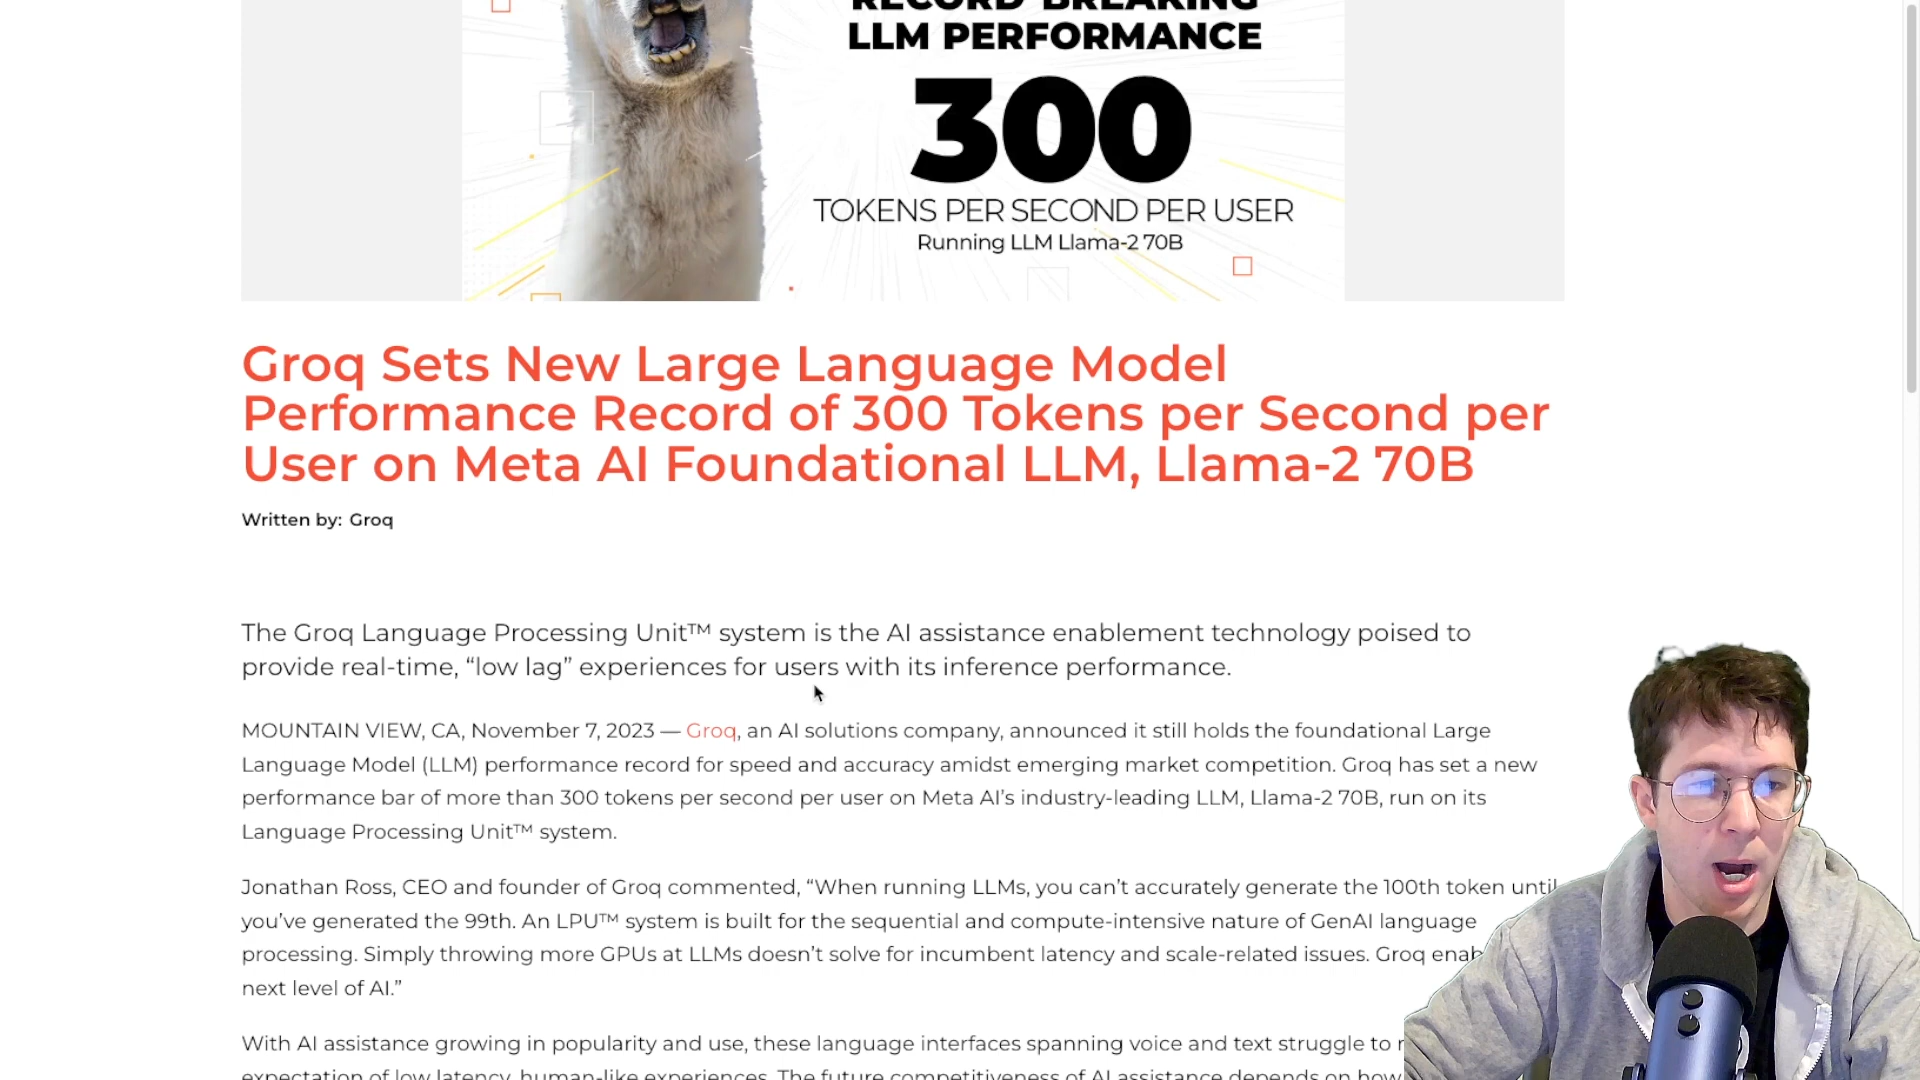 RECORD-BREAKING
LLM PERFORMANCE
300
TOKENS PER SECOND PER USER
Running LLM Llama-2 70B
Groq Sets New Large Language Model
Performance Record of 300 Tokens per Second per
User on Meta AI Foundational LLM, Llama-2 70B
Written by: Groq
The Groq Language Processing Unit™ system is the AI assistance enablement technology poised to
provide real-time, “low lag” experiences for users with its inference performance.
MOUNTAIN VIEW, CA, November 7, 2023 — Groq, an AI solutions company, announced it still holds the foundational Large
Language Model (LLM) performance record for speed and accuracy amidst emerging market competition. Groq has set a new
performance bar of more than 300 tokens per second per user on Meta AI’s industry-leading LLM, Llama-2 70B, run on its
Language Processing Unit™ system.
Jonathan Ross, CEO and founder of Groq commented, “When running LLMs, you can’t accurately generate the 100th token until
you’ve generated the 99th. An LPU™ system is built for the sequential and compute-intensive nature of GenAI language
processing. Simply throwing more GPUs at LLMs doesn’t solve for incumbent latency and scale-related issues. Groq
next level of AI.”
With AI assistance growing in popularity and use, these language interfaces spanning voice and text struggle to
expectation of low latency, human-like experiences. The future competitiveness of AI assistance depends on how